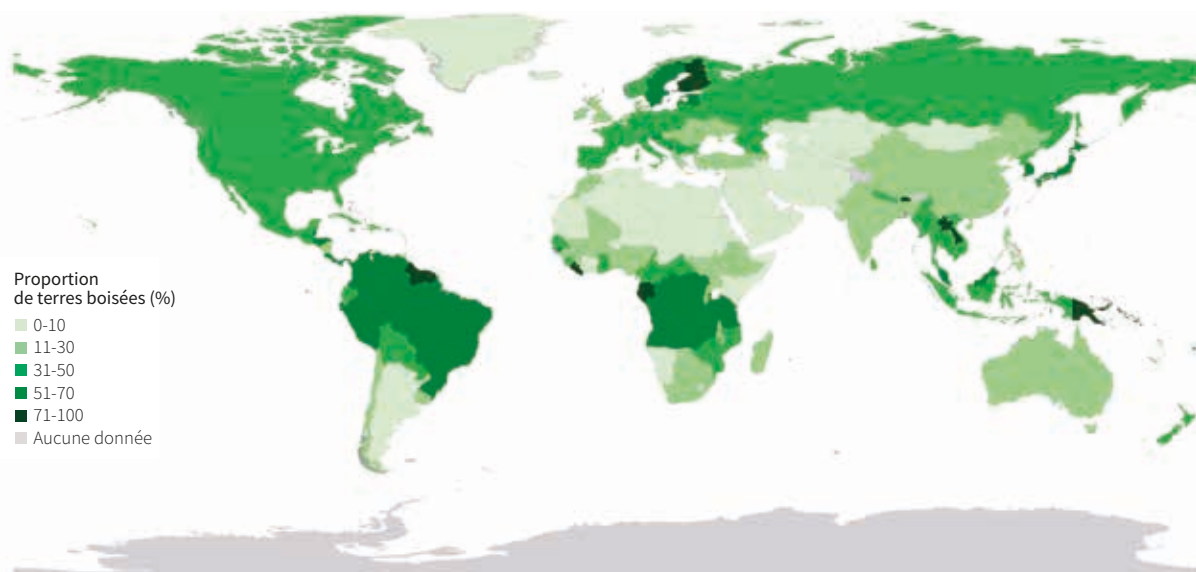 Proportion
de terres boisées (%)
0-10
11-30
31-50
51-70
71-100
Aucune donnée